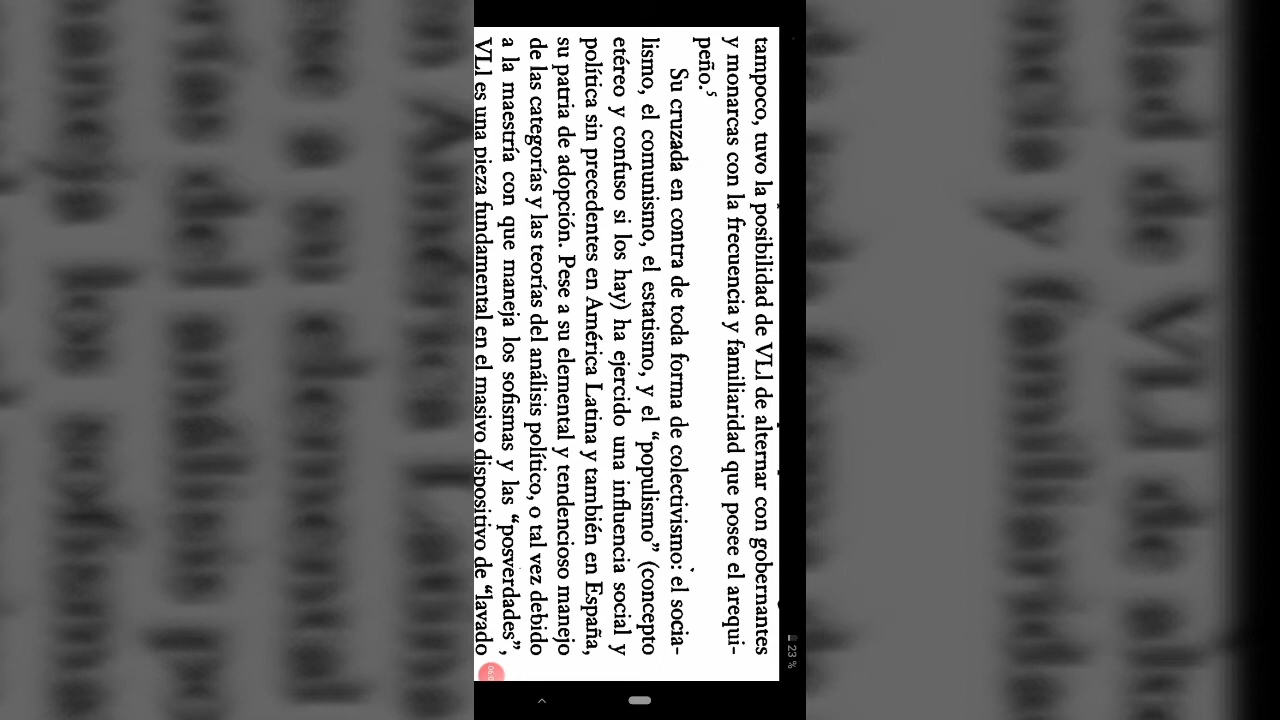 tampoco, tuvo la posibilidad de VLl de alternar con gobernantes
y monarcas con la frecuencia y familiaridad que posee el arequi-
peño.⁵
Su cruzada en contra de toda forma de colectivismo: el socia-
lismo, el comunismo, el estatismo, y el “populismo” (concepto
etéreo y confuso si los hay) ha ejercido una influencia social y
política sin precedentes en América Latina y también en España,
su patria de adopción. Pese a su elemental y tendencioso manejo
de las categorías y las teorías del análisis político, o tal vez debido
a la maestría con que maneja los sofismas y las “posverdades”,
VLl es una pieza fundamental en el masivo dispositivo de “lavado
23 %